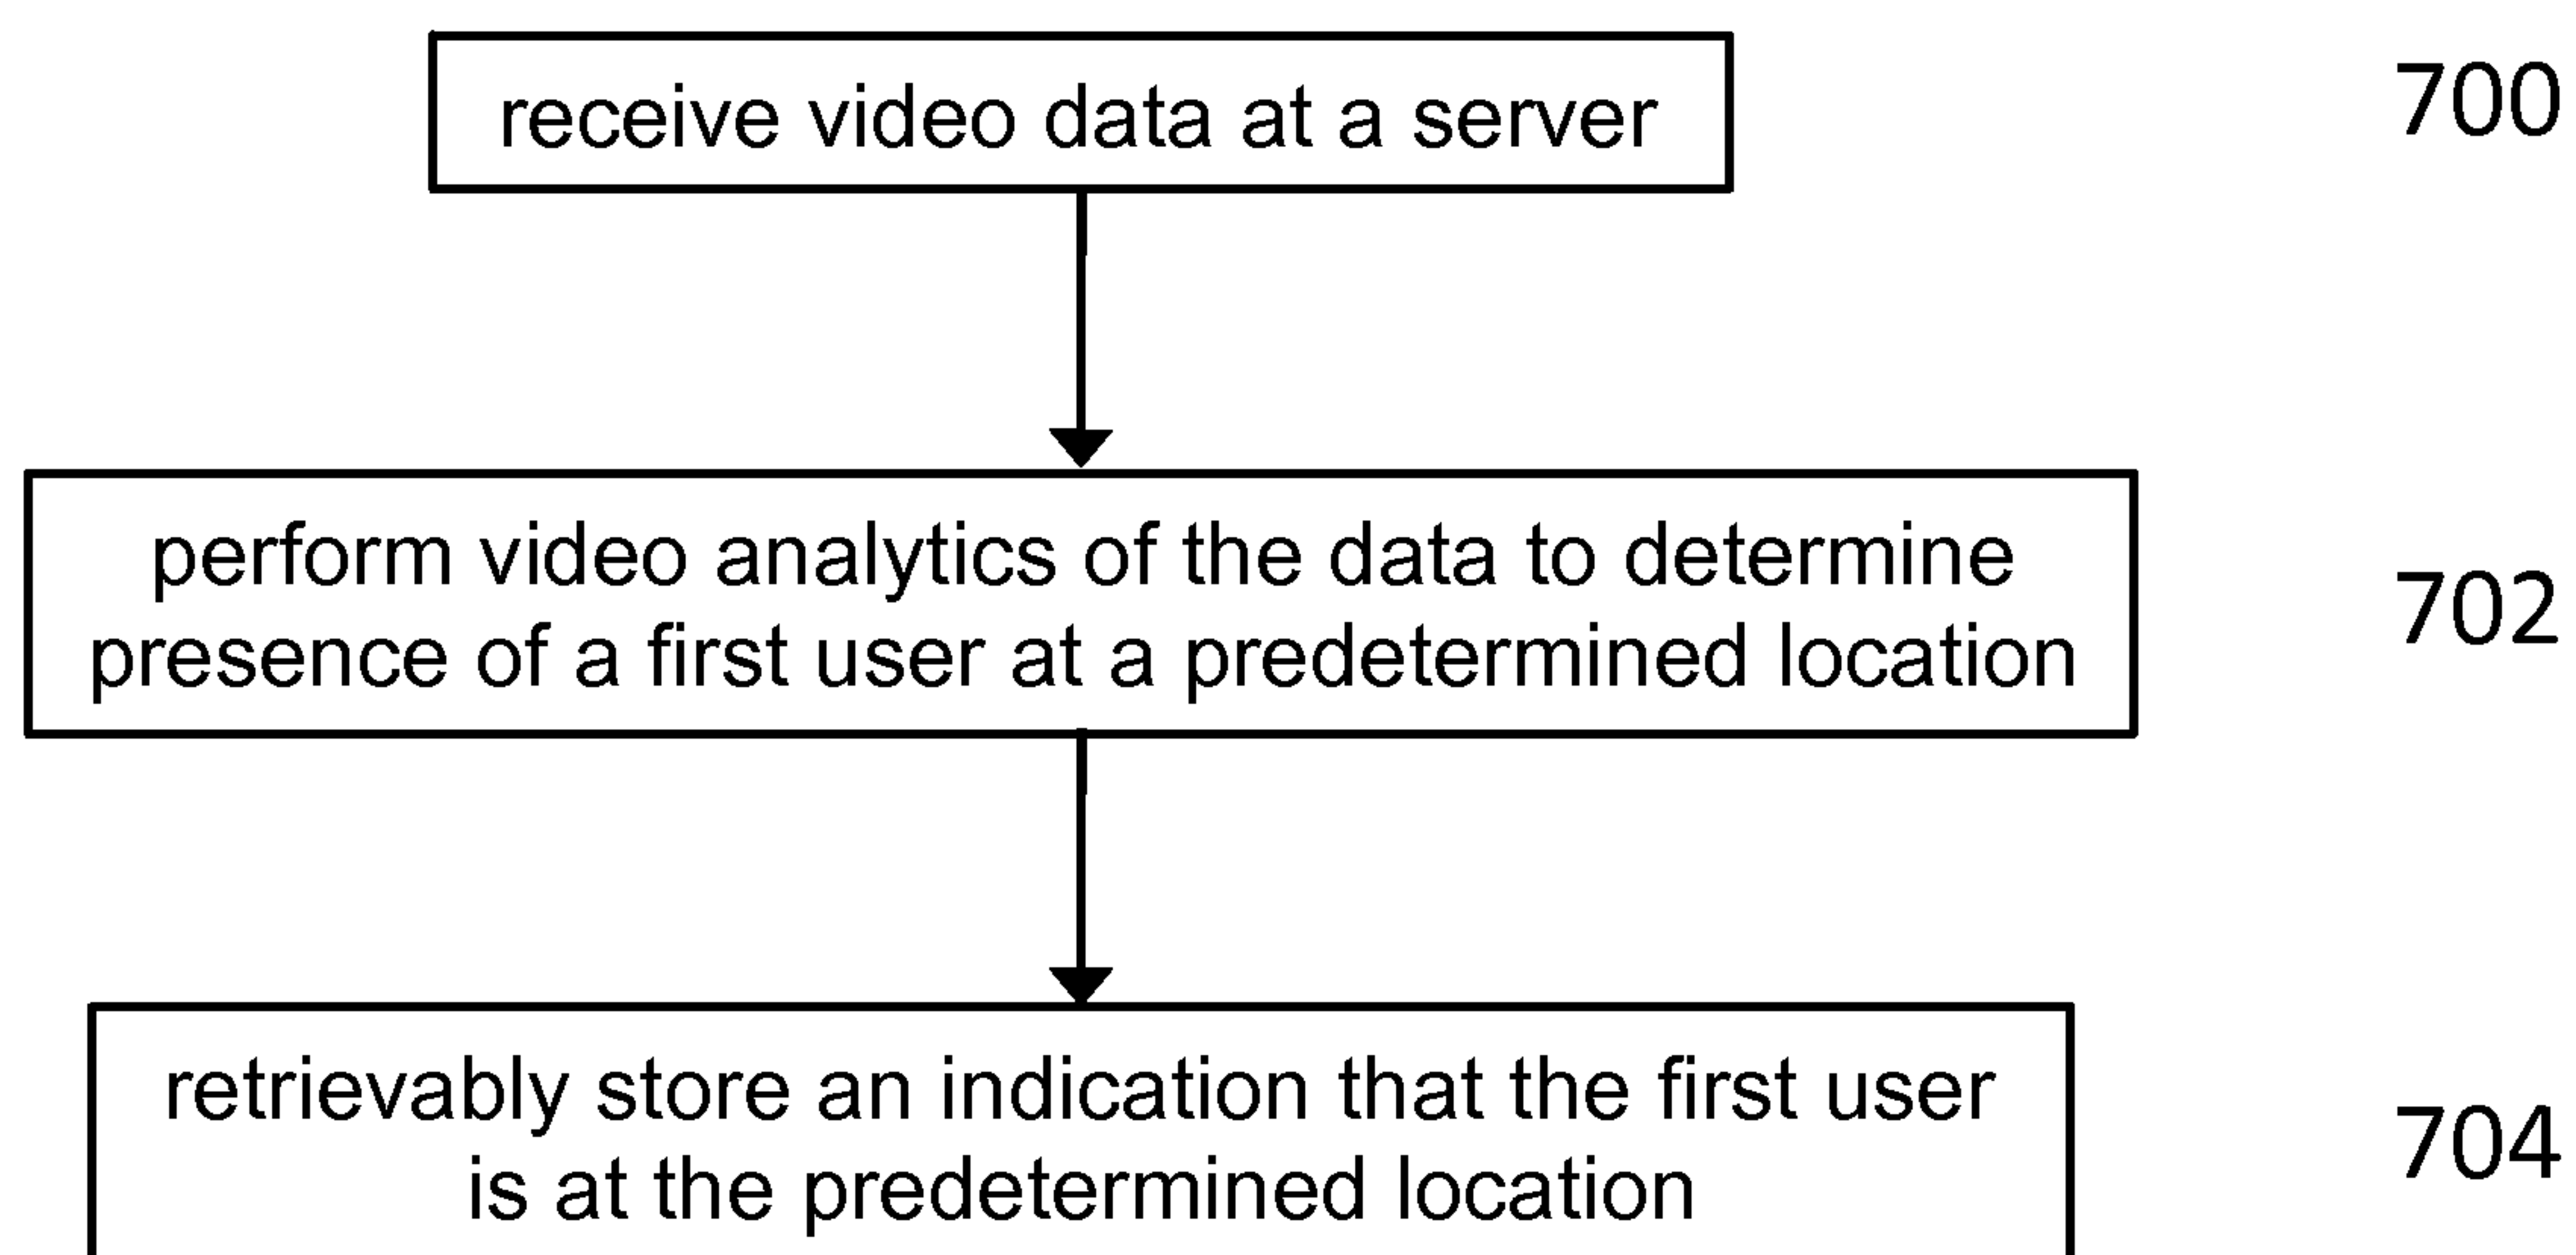 receive video data at a server
700
perform video analytics of the data to determine
presence of a first user at a predetermined location
702
retrievably store an indication that the first user
is at the predetermined location
704